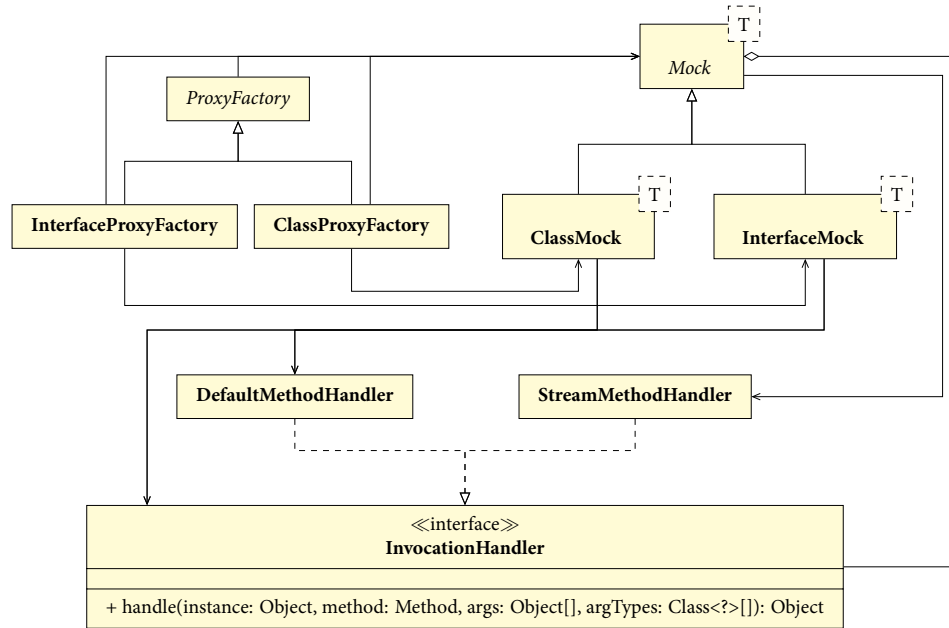 T
Mock
ProxyFactory
T
T
InterfaceProxyFactory
ClassProxyFactory
ClassMock
InterfaceMock
DefaultMethodHandler
StreamMethodHandler
≪interface≫
InvocationHandler
+ handle(instance: Object, method: Method, args: Object[], argTypes: Class<?>[]): Object